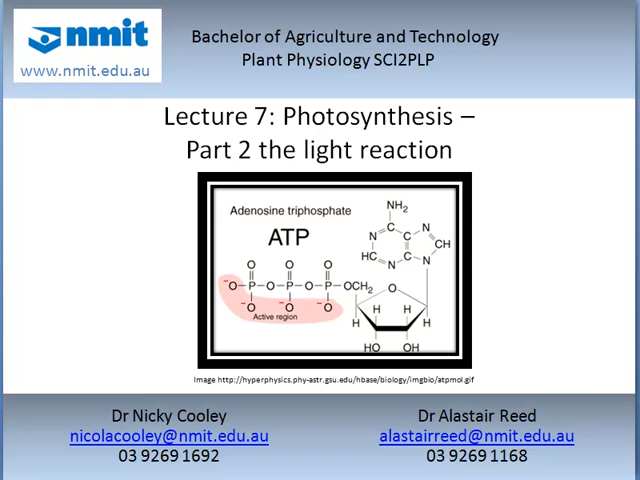 nmit
www.nmit.edu.au
Bachelor of Agriculture and Technology
Plant Physiology SCI2PLP
Lecture 7: Photosynthesis –
Part 2 the light reaction
Adenosine triphosphate
ATP
NH₂
N C N
C CH
HC C
N N
O O O
⁻O–P–O–P–O–P–OCH₂ O
⁻O ⁻O ⁻O
Active region
H H
H H
HO OH
Image http://hyperphysics.phy-astr.gsu.edu/hbase/biology/imgbio/atpmol.gif
Dr Nicky Cooley
nicolacooley@nmit.edu.au
03 9269 1692
Dr Alastair Reed
alastairreed@nmit.edu.au
03 9269 1168